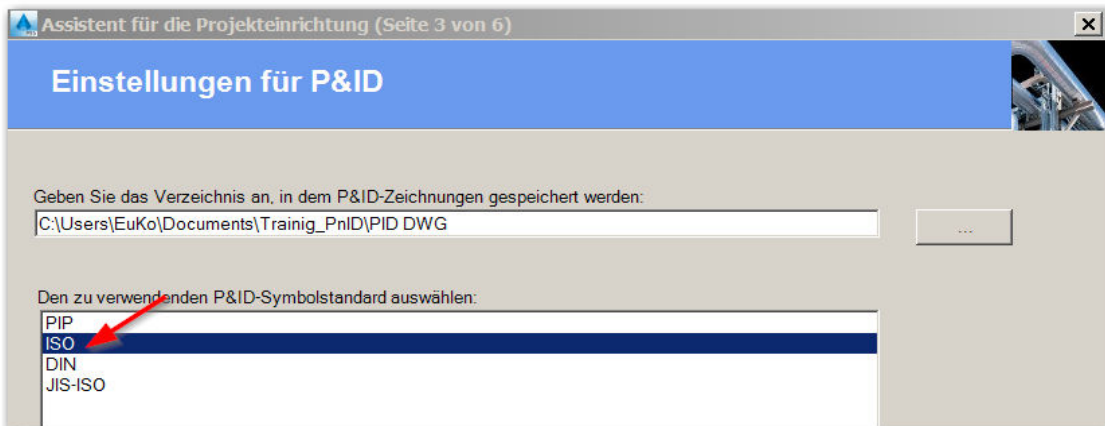 Assistent für die Projekteinrichtung (Seite 3 von 6)
Einstellungen für P&ID
Geben Sie das Verzeichnis an, in dem P&ID-Zeichnungen gespeichert werden:
C:\Users\EuKo\Documents\Trainig_PnID\PID DWG
...
Den zu verwendenden P&ID-Symbolstandard auswählen:
PIP
ISO
DIN
JIS-ISO